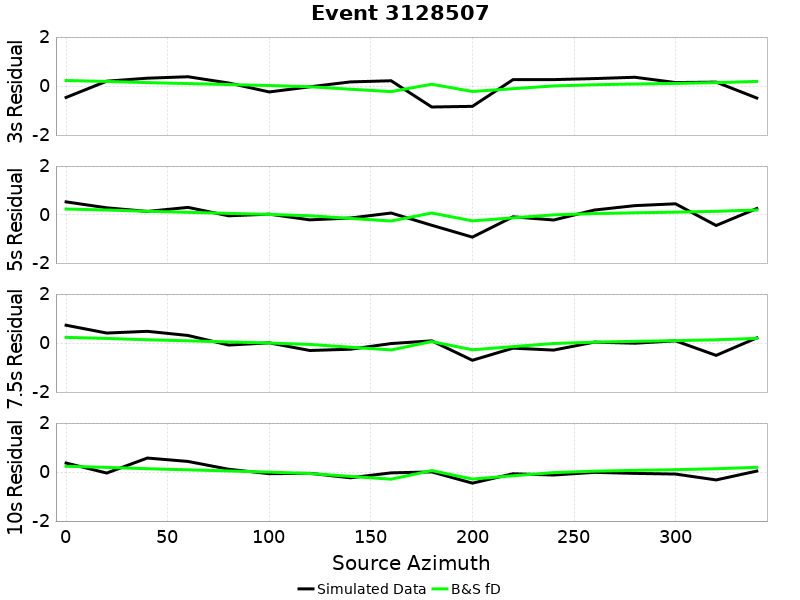 Event 3128507
3s Residual
2
0
-2
5s Residual
2
0
-2
7.5s Residual
2
0
-2
10s Residual
2
0
-2
0 50 100 150 200 250 300
Source Azimuth
Simulated Data B&S fD